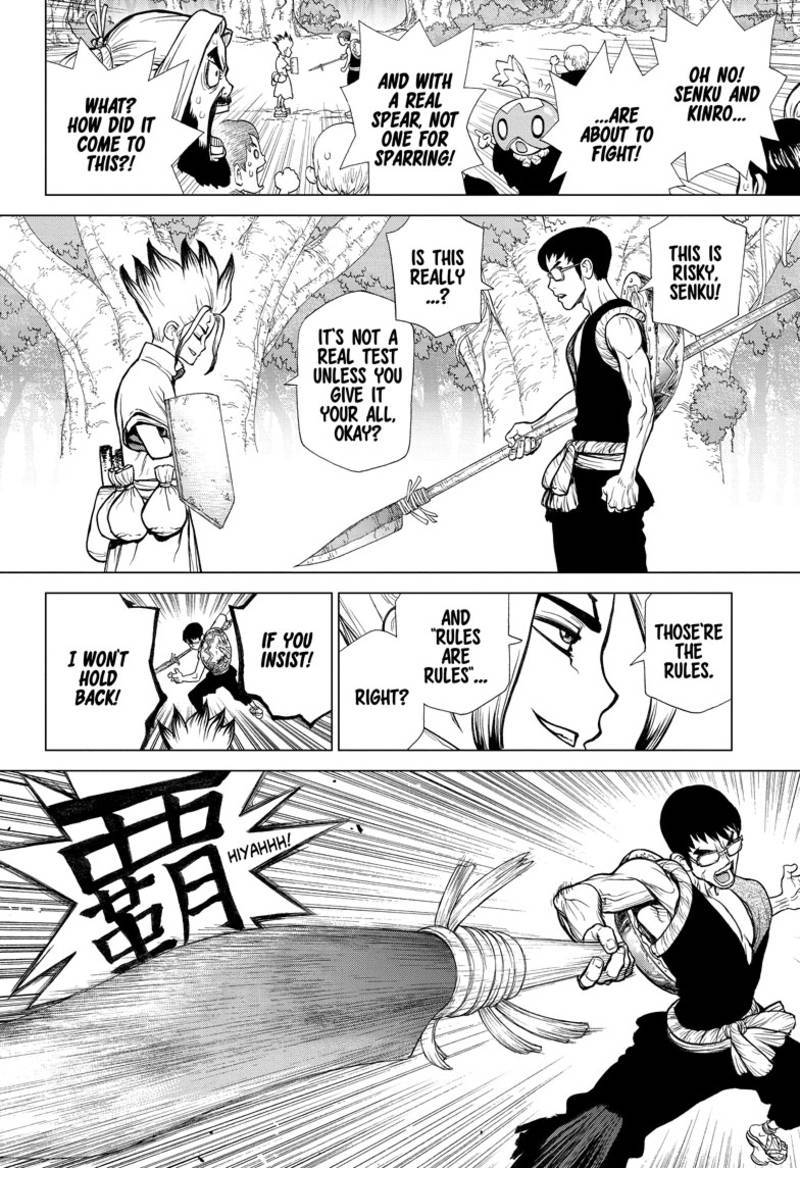 OH NO!
SENKU AND
KINRO...
...ARE
ABOUT TO
FIGHT!
AND WITH
A REAL
SPEAR, NOT
ONE FOR
SPARRING!
WHAT?
HOW DID IT
COME TO
THIS?!
THIS IS
RISKY,
SENKU!
IS THIS
REALLY
...?
IT'S NOT A
REAL TEST
UNLESS YOU
GIVE IT
YOUR ALL,
OKAY?
THOSE'RE
THE
RULES.
AND
"RULES
ARE
RULES"...
RIGHT?
IF YOU
INSIST!
I WON'T
HOLD
BACK!
覇
HIYAHHH!